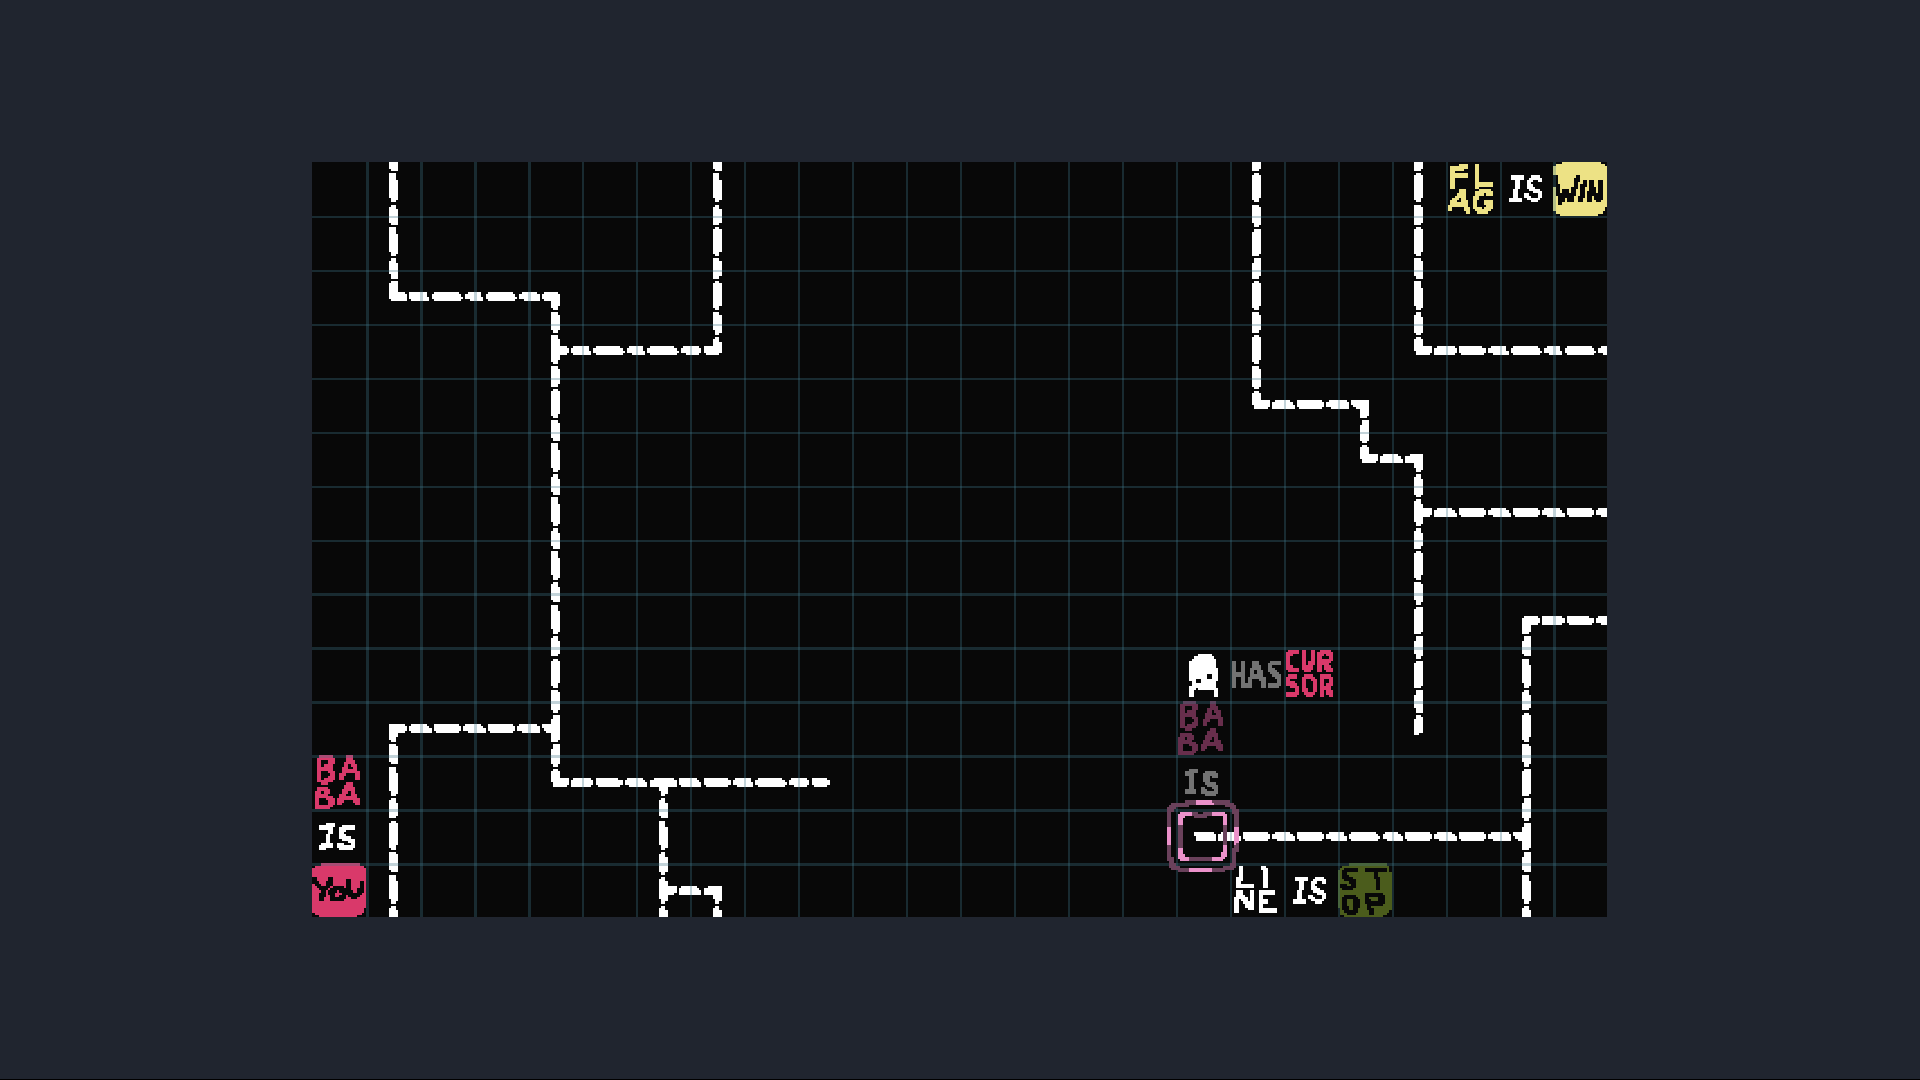 FLAG IS WIN
HAS CURSOR
BABA
IS
BABA
IS
YOU
LINE IS STOP